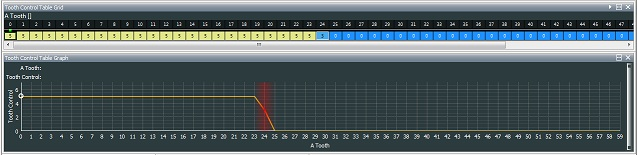 Tooth Control Table Grid
A Tooth []
0 1 2 3 4 5 6 7 8 9 10 11 12 13 14 15 16 17 18 19 20 21 22 23 24 25 26 27 28 29 30 31 32 33 34 35 36 37 38 39 40 41 42 43 44 45 46 47
5 5 5 5 5 5 5 5 5 5 5 5 5 5 5 5 5 5 5 5 5 5 5 5 3 0 0 0 0 0 0 0 0 0 0 0 0 0 0 0 0 0 0 0 0 0 0 0
Tooth Control Table Graph
A Tooth:
Tooth Control:
Tooth Control
6
4
2
0
0 1 2 3 4 5 6 7 8 9 10 11 12 13 14 15 16 17 18 19 20 21 22 23 24 25 26 27 28 29 30 31 32 33 34 35 36 37 38 39 40 41 42 43 44 45 46 47 48 49 50 51 52 53 54 55 56 57 58 59
A Tooth